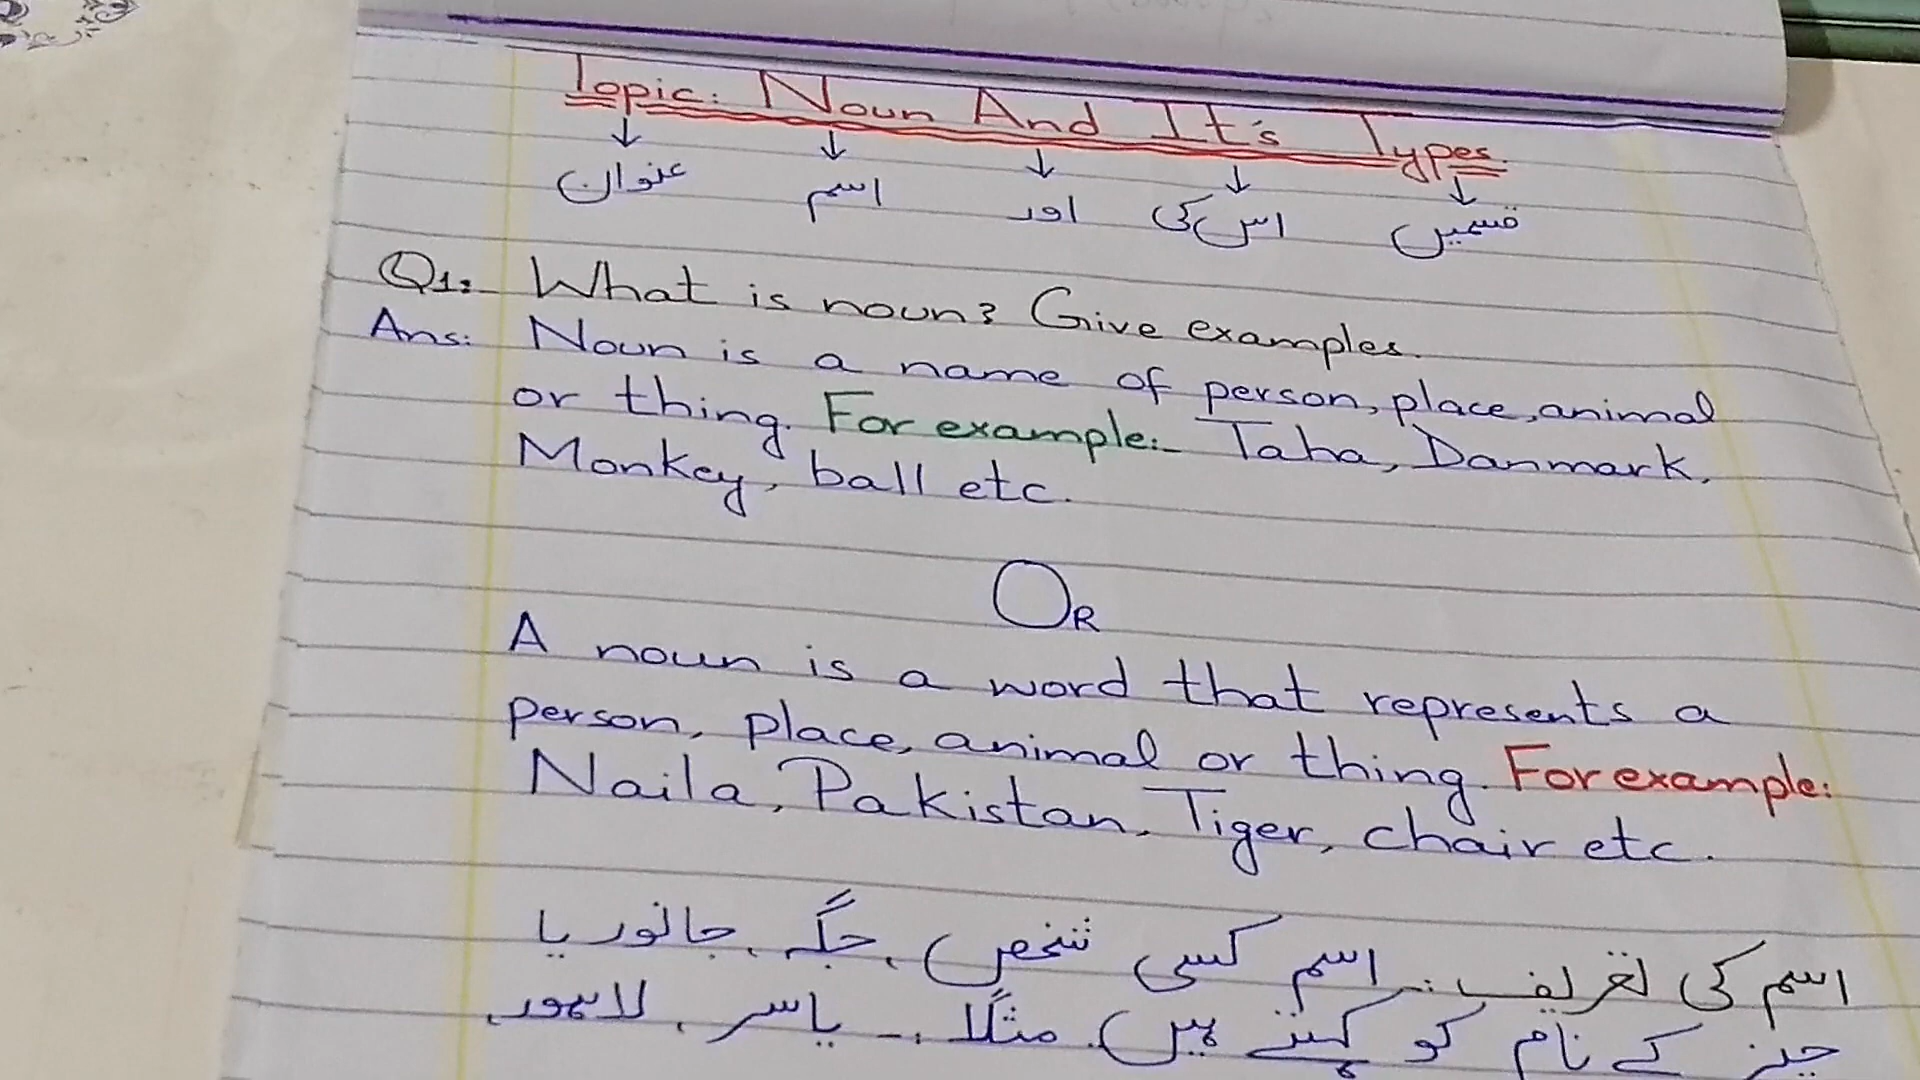 Topic: Noun And It's Types.
↓ ↓ ↓ ↓ ↓
عنوان اسم اور اس کی قسمیں
Q1:- What is noun? Give examples.
Ans: Noun is a name of person, place, animal
or thing. For example:- Taha, Danmark,
Monkey, ball etc.
OR
A noun is a word that represents a
person, place, animal or thing. For example:
Naila, Pakistan, Tiger, chair etc.
اسم کی تعریف :۔ اسم کسی شخص، جگہ، جانور یا
چیز کے نام کو کہتے ہیں۔ مثلاً :۔ یاسر، لاہور،